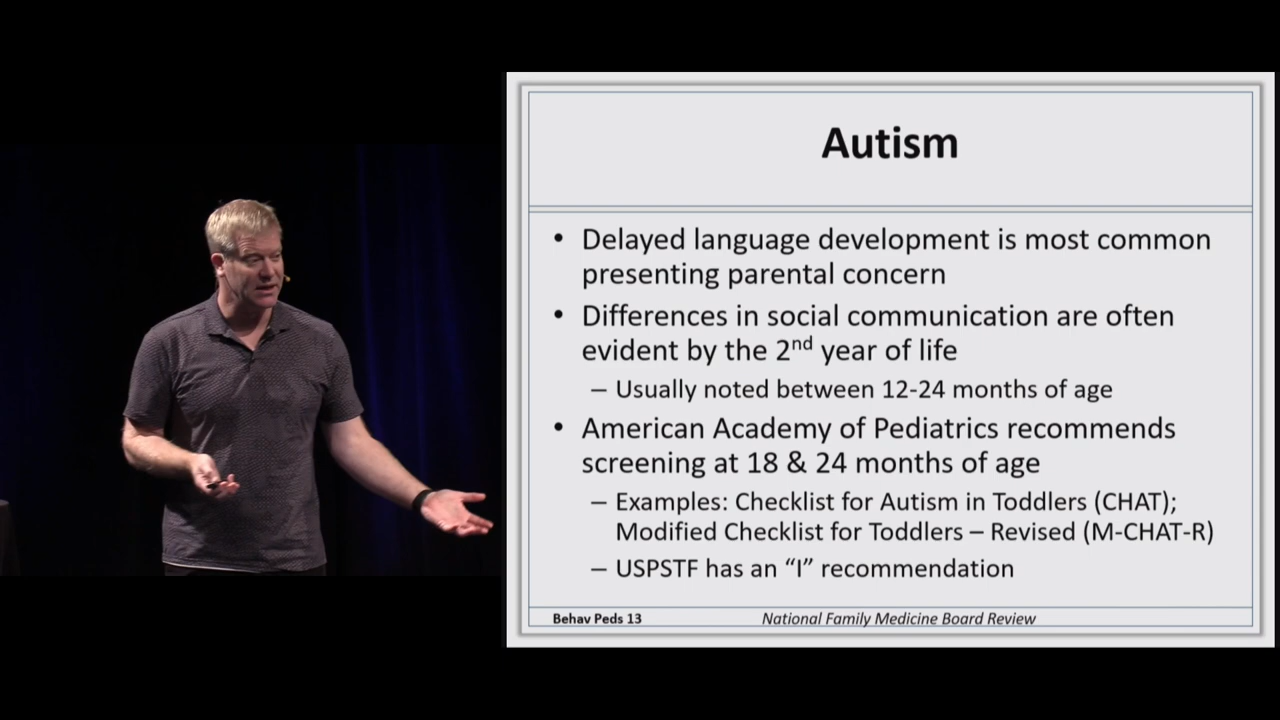 Autism
• Delayed language development is most common
presenting parental concern
• Differences in social communication are often
evident by the 2nd year of life
– Usually noted between 12-24 months of age
• American Academy of Pediatrics recommends
screening at 18 & 24 months of age
– Examples: Checklist for Autism in Toddlers (CHAT);
Modified Checklist for Toddlers – Revised (M-CHAT-R)
– USPSTF has an “I” recommendation
Behav Peds 13 National Family Medicine Board Review